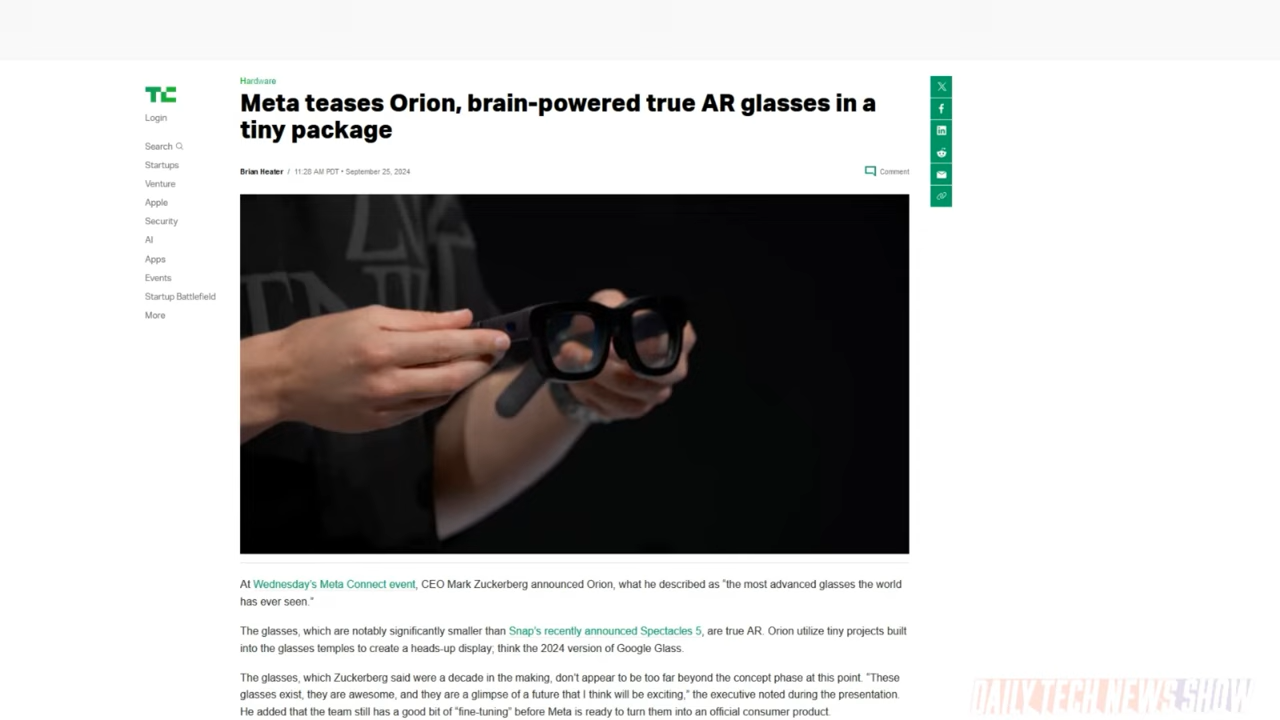 Hardware
Meta teases Orion, brain-powered true AR glasses in a
tiny package
Login
Search
Startups
Venture
Apple
Security
AI
Apps
Events
Startup Battlefield
More
Brian Heater / 11:28 AM PDT • September 25, 2024
Comment
At Wednesday's Meta Connect event, CEO Mark Zuckerberg announced Orion, what he described as "the most advanced glasses the world
has ever seen."
The glasses, which are notably significantly smaller than Snap's recently announced Spectacles 5, are true AR. Orion utilize tiny projects built
into the glasses temples to create a heads-up display; think the 2024 version of Google Glass.
The glasses, which Zuckerberg said were a decade in the making, don't appear to be too far beyond the concept phase at this point. "These
glasses exist, they are awesome, and they are a glimpse of a future that I think will be exciting," the executive noted during the presentation.
He added that the team still has a good bit of "fine-tuning" before Meta is ready to turn them into an official consumer product.
DAILY TECH NEWS SHOW